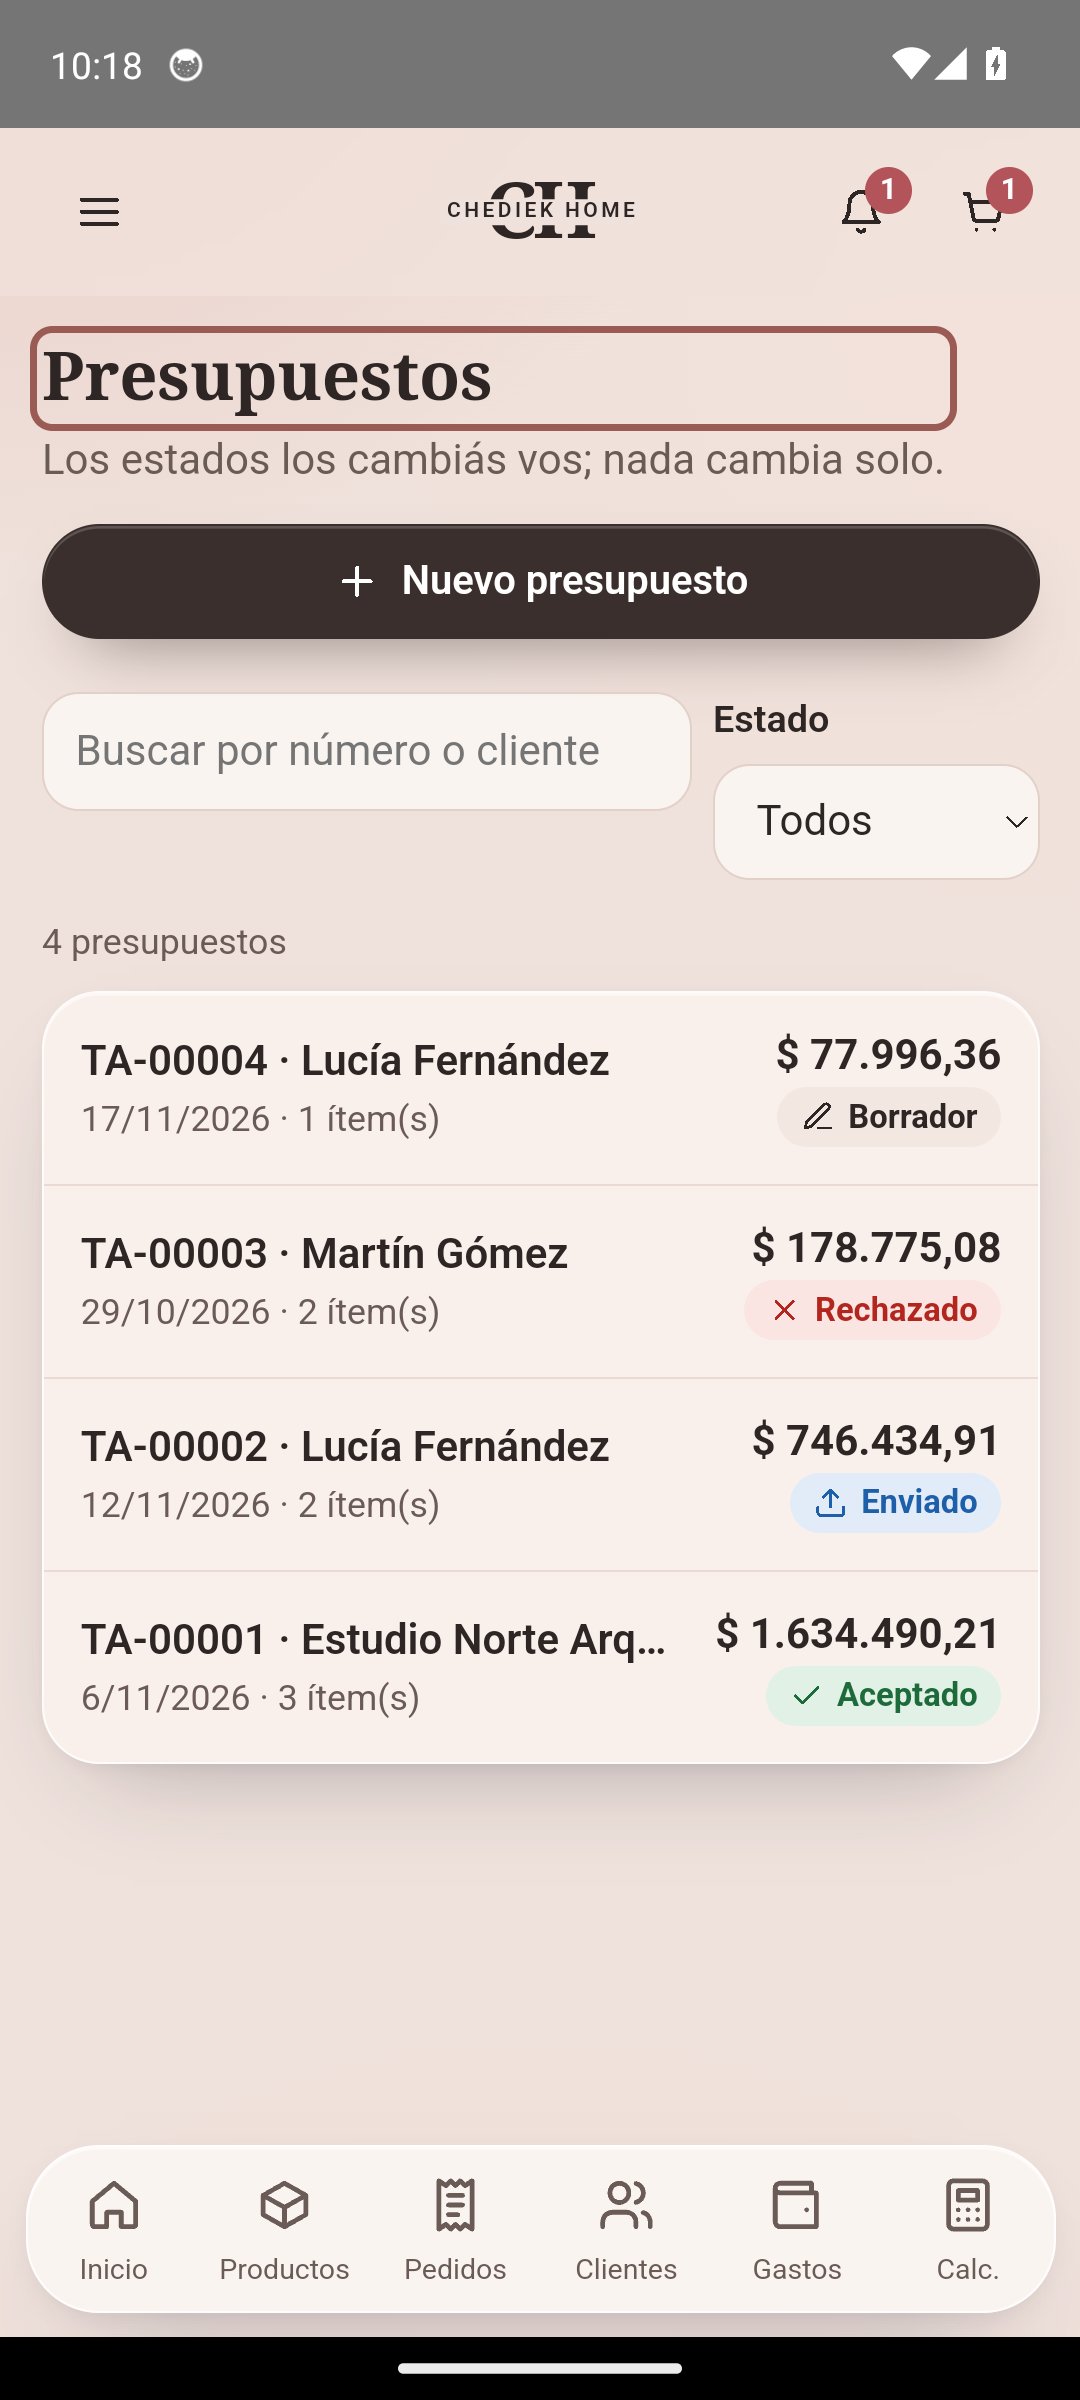 10:18
CH
CHEDIEK HOME
1
1
Presupuestos
Los estados los cambiás vos; nada cambia solo.
Nuevo presupuesto
Buscar por número o cliente
Estado
Todos
4 presupuestos
TA-00004 · Lucía Fernández
$ 77.996,36
17/11/2026 · 1 ítem(s)
Borrador
TA-00003 · Martín Gómez
$ 178.775,08
29/10/2026 · 2 ítem(s)
Rechazado
TA-00002 · Lucía Fernández
$ 746.434,91
12/11/2026 · 2 ítem(s)
Enviado
TA-00001 · Estudio Norte Arq…
$ 1.634.490,21
6/11/2026 · 3 ítem(s)
Aceptado
Inicio
Productos
Pedidos
Clientes
Gastos
Calc.